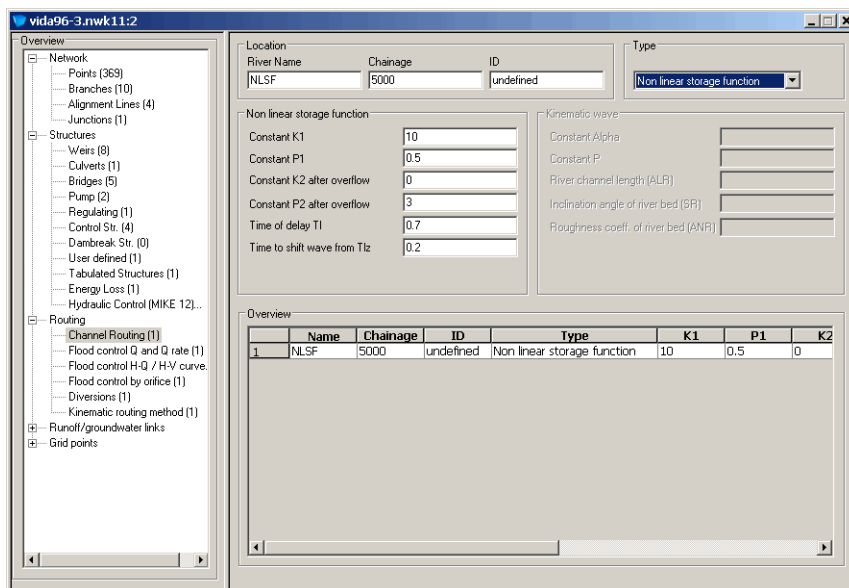 vida96-3.nwk11:2
Overview
Network
Points (369)
Branches (10)
Alignment Lines (4)
Junctions (1)
Structures
Weirs (8)
Culverts (1)
Bridges (5)
Pump (2)
Regulating (1)
Control Str. (4)
Dambreak Str. (0)
User defined (1)
Tabulated Structures (1)
Energy Loss (1)
Hydraulic Control (MIKE 12)...
Routing
Channel Routing (1)
Flood control Q and Q rate (1)
Flood control H-Q / H-V curve.
Flood control by orifice (1)
Diversions (1)
Kinematic routing method (1)
Runoff/groundwater links
Grid points
Location
River Name Chainage ID
NLSF 5000 undefined
Type
Non linear storage function
Non linear storage function
Constant K1 10
Constant P1 0.5
Constant K2 after overflow 0
Constant P2 after overflow 3
Time of delay Tl 0.7
Time to shift wave from Tlz 0.2
Kinematic wave
Constant Alpha
Constant P
River channel length (ALR)
Inclination angle of river bed (SR)
Roughness coeff. of river bed (ANR)
Overview
Name Chainage ID Type K1 P1 K2
1 NLSF 5000 undefined Non linear storage function 10 0.5 0